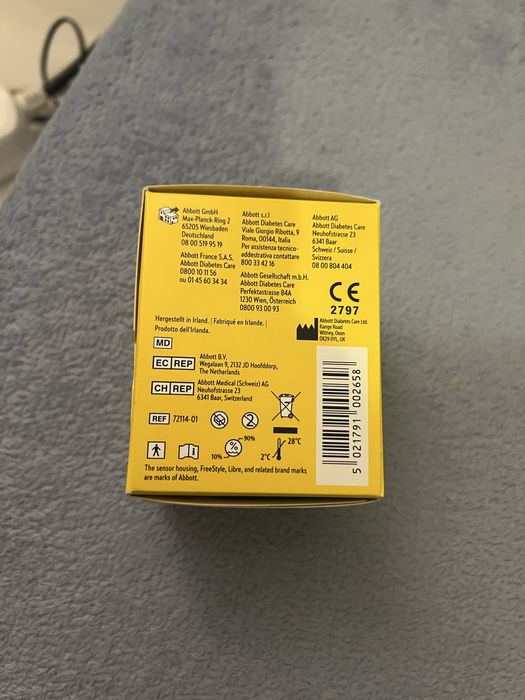 Abbott GmbH
Max-Planck-Ring 2
65205 Wiesbaden
Deutschland
08 00 519 95 19
Abbott France S.A.S.
Abbott Diabetes Care
0800 10 11 56
ou 01 45 60 34 34
Abbott s.r.l
Abbott Diabetes Care
Viale Giorgio Ribotta, 9
Roma, 00144, Italia
Per assistenza tecnico-
addestrativa contattare
800 33 42 16
Abbott Gesellschaft m.b.H.
Abbott Diabetes Care
Perfektastrasse 84A
1230 Wien, Österreich
0800 93 00 93
Abbott AG
Abbott Diabetes Care
Neuhofstrasse 23
6341 Baar
Schweiz / Suisse /
Svizzera
08 00 804 404
CE
2797
Hergestellt in Irland. | Fabriqué en Irlande. |
Prodotto dell'Irlanda.
Abbott Diabetes Care Ltd.
Range Road
Witney, Oxon
OX29 0YL, UK
MD
EC REP
Abbott B.V.
Wegalaan 9, 2132 JD Hoofddorp,
The Netherlands
CH REP
Abbott Medical (Schweiz) AG
Neuhofstrasse 23
6341 Baar, Switzerland
REF 72114-01
2
10%
%
90%
2°C
28°C
5 021791 002658
The sensor housing, FreeStyle, Libre, and related brand marks
are marks of Abbott.